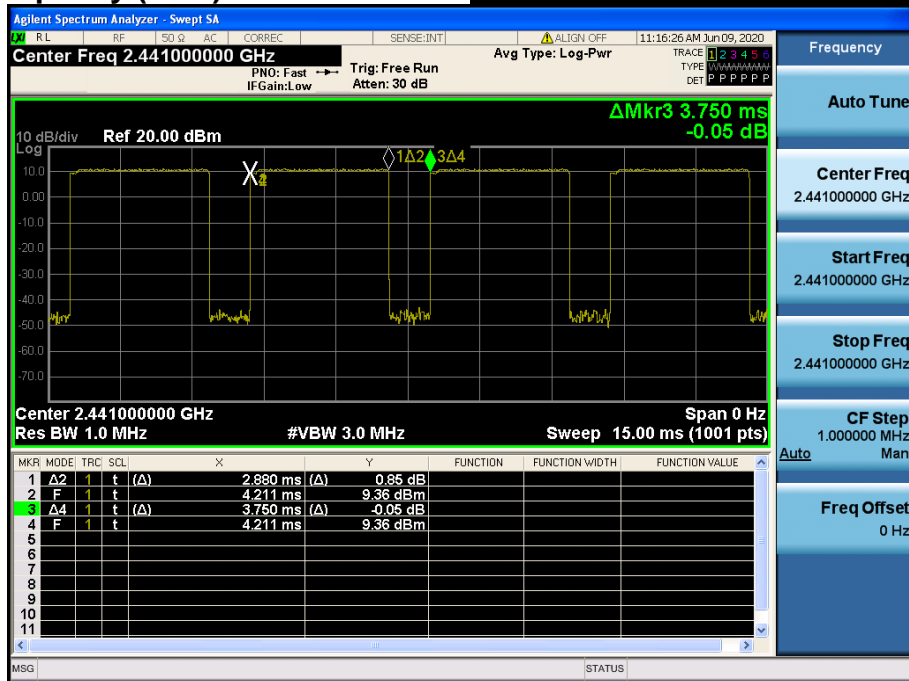 Agilent Spectrum Analyzer - Swept SA
LXI RL RF 50 Ω AC CORREC SENSE:INT ALIGN OFF 11:16:26 AM Jun 09, 2020
Center Freq 2.441000000 GHz
PNO: Fast
IFGain:Low
Trig: Free Run
Atten: 30 dB
Avg Type: Log-Pwr
TRACE 1 2 3 4 5 6
TYPE WWWWWW
DET P P P P P P
ΔMkr3 3.750 ms
-0.05 dB
10 dB/div Ref 20.00 dBm
Log
1Δ2 3Δ4
10.0
0.00
-10.0
-20.0
-30.0
-40.0
-50.0
-60.0
-70.0
Center 2.441000000 GHz Span 0 Hz
Res BW 1.0 MHz #VBW 3.0 MHz Sweep 15.00 ms (1001 pts)
MKR MODE TRC SCL X Y FUNCTION FUNCTION WIDTH FUNCTION VALUE
1 Δ2 1 t (Δ) 2.880 ms (Δ) 0.85 dB
2 F 1 t 4.211 ms 9.36 dBm
3 Δ4 1 t (Δ) 3.750 ms (Δ) -0.05 dB
4 F 1 t 4.211 ms 9.36 dBm
5
6
7
8
9
10
11
MSG STATUS
Frequency
Auto Tune
Center Freq
2.441000000 GHz
Start Freq
2.441000000 GHz
Stop Freq
2.441000000 GHz
CF Step
1.000000 MHz
Auto Man
Freq Offset
0 Hz